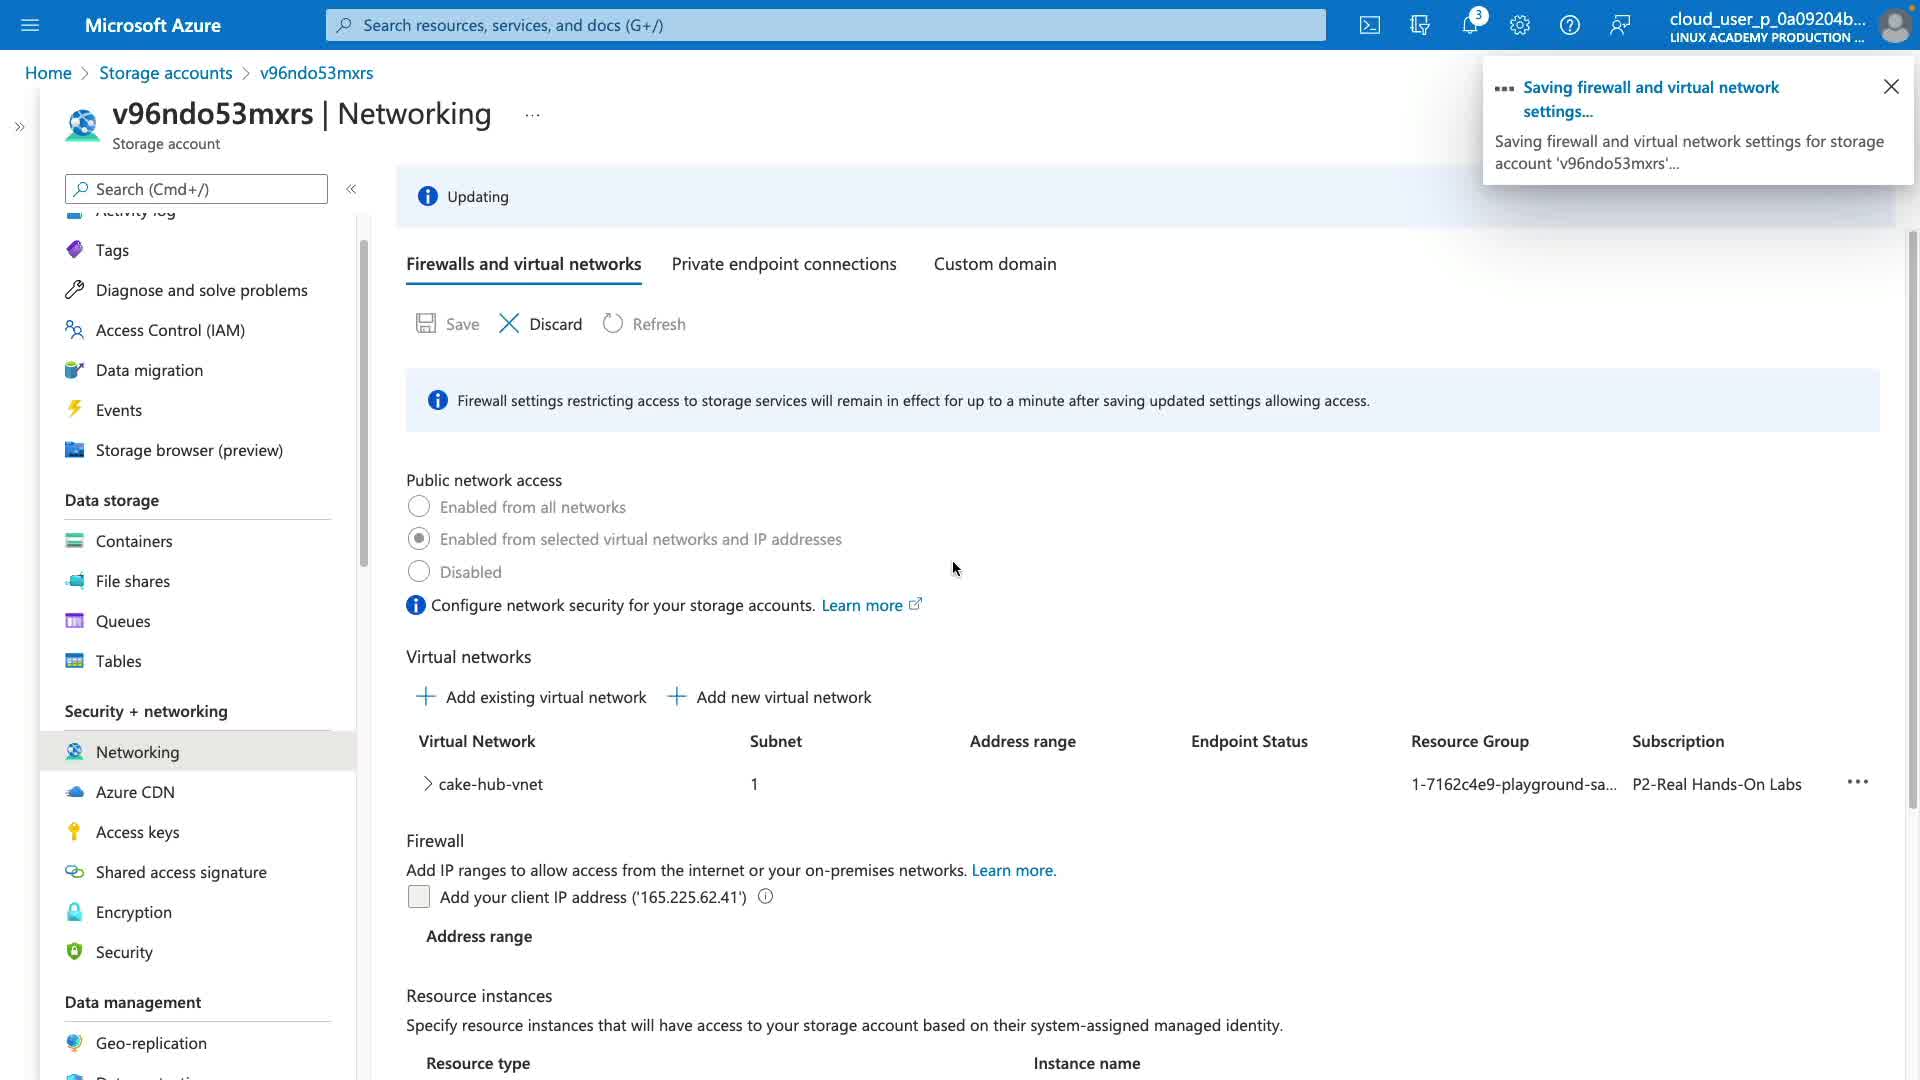 Microsoft Azure
Search resources, services, and docs (G+/)
3
cloud_user_p_0a09204b...
LINUX ACADEMY PRODUCTION ...
Home
Storage accounts
v96ndo53mxrs
v96ndo53mxrs | Networking
...
Storage account
Saving firewall and virtual network
settings...
Saving firewall and virtual network settings for storage
account 'v96ndo53mxrs'...
Search (Cmd+/)
Activity log
Tags
Diagnose and solve problems
Access Control (IAM)
Data migration
Events
Storage browser (preview)
Data storage
Containers
File shares
Queues
Tables
Security + networking
Networking
Azure CDN
Access keys
Shared access signature
Encryption
Security
Data management
Geo-replication
Updating
Firewalls and virtual networks
Private endpoint connections
Custom domain
Save
Discard
Refresh
Firewall settings restricting access to storage services will remain in effect for up to a minute after saving updated settings allowing access.
Public network access
Enabled from all networks
Enabled from selected virtual networks and IP addresses
Disabled
Configure network security for your storage accounts. Learn more
Virtual networks
Add existing virtual network
Add new virtual network
Virtual Network Subnet Address range Endpoint Status Resource Group Subscription
cake-hub-vnet 1 1-7162c4e9-playground-sa... P2-Real Hands-On Labs
Firewall
Add IP ranges to allow access from the internet or your on-premises networks. Learn more.
Add your client IP address ('165.225.62.41')
Address range
Resource instances
Specify resource instances that will have access to your storage account based on their system-assigned managed identity.
Resource type Instance name